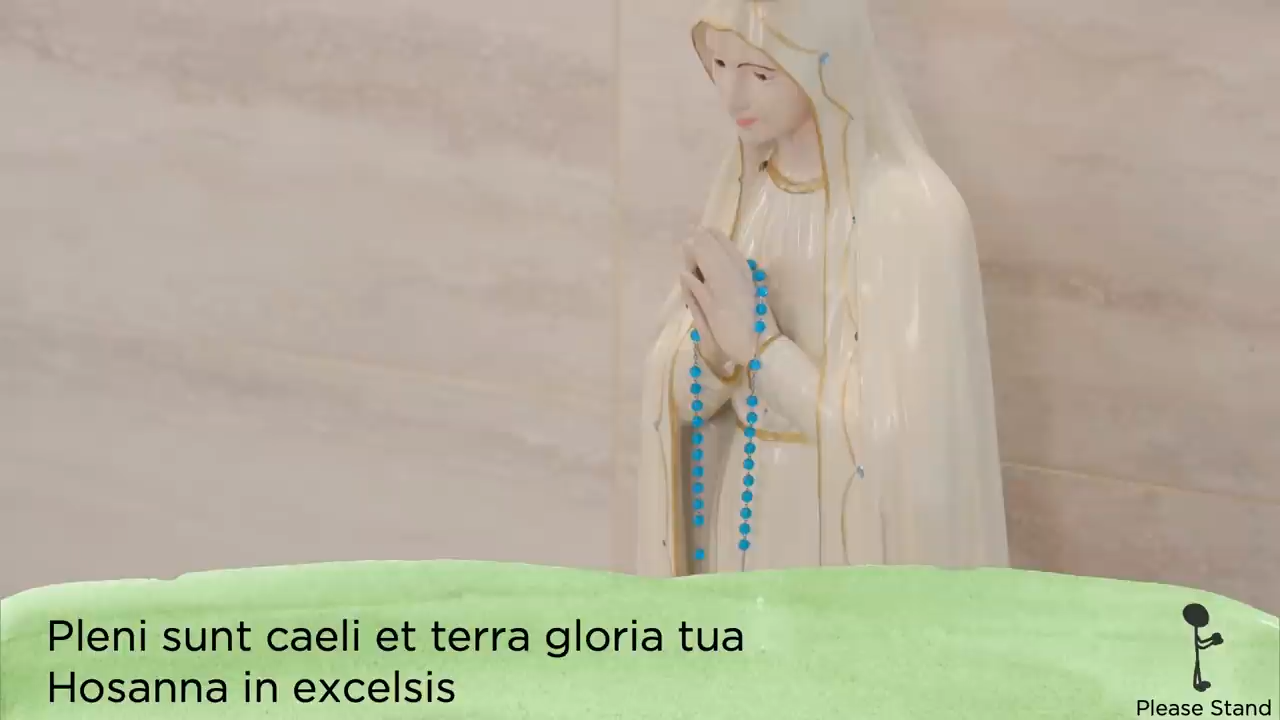 Pleni sunt caeli et terra gloria tua
Hosanna in excelsis
Please Stand